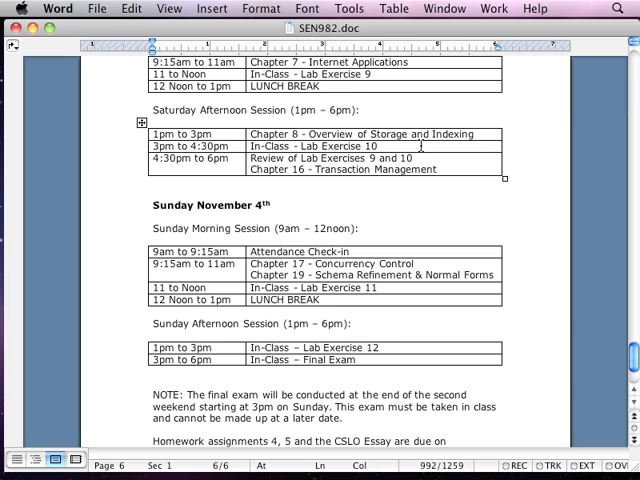 Word File Edit View Insert Format Font Tools Table Window Work Help
SEN982.doc
1 1 2 3 4 5 6 7
9:15am to 11am Chapter 7 - Internet Applications
11 to Noon In-Class - Lab Exercise 9
12 Noon to 1pm LUNCH BREAK
Saturday Afternoon Session (1pm – 6pm):
1pm to 3pm Chapter 8 - Overview of Storage and Indexing
3pm to 4:30pm In-Class - Lab Exercise 10
4:30pm to 6pm Review of Lab Exercises 9 and 10
Chapter 16 - Transaction Management
Sunday November 4th
Sunday Morning Session (9am – 12noon):
9am to 9:15am Attendance Check-in
9:15am to 11am Chapter 17 - Concurrency Control
Chapter 19 - Schema Refinement & Normal Forms
11 to Noon In-Class - Lab Exercise 11
12 Noon to 1pm LUNCH BREAK
Sunday Afternoon Session (1pm – 6pm):
1pm to 3pm In-Class – Lab Exercise 12
3pm to 6pm In-Class – Final Exam
NOTE: The final exam will be conducted at the end of the second
weekend starting at 3pm on Sunday. This exam must be taken in class
and cannot be made up at a later date.
Homework assignments 4, 5 and the CSLO Essay are due on
Page 6 Sec 1 6/6 At Ln Col 992/1259 REC TRK EXT OV